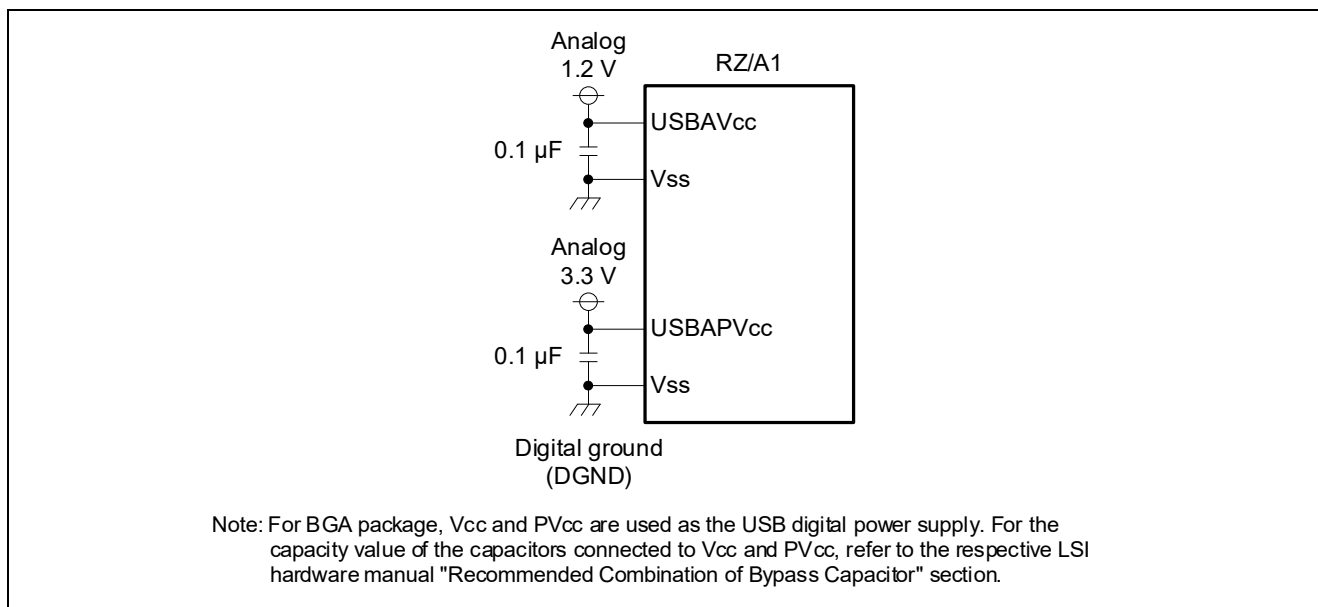 Analog
1.2 V
RZ/A1
USBAVcc
0.1 µF
Vss
Analog
3.3 V
USBAPVcc
0.1 µF
Vss
Digital ground
(DGND)
Note: For BGA package, Vcc and PVcc are used as the USB digital power supply. For the
capacity value of the capacitors connected to Vcc and PVcc, refer to the respective LSI
hardware manual "Recommended Combination of Bypass Capacitor" section.